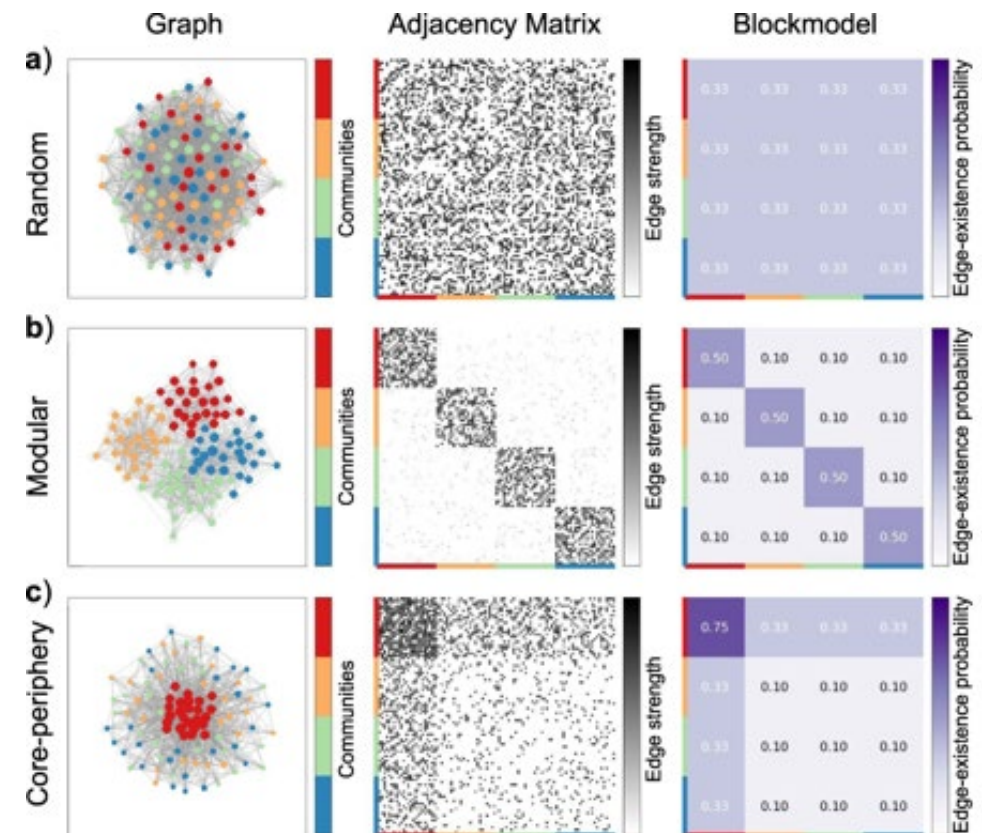 Graph Adjacency Matrix Blockmodel
a)
Random
Communities
Edge strength
0.33 0.33 0.33 0.33
0.33 0.33 0.33 0.33
0.33 0.33 0.33 0.33
0.33 0.33 0.33 0.33
Edge-existence probability
b)
Modular
Communities
Edge strength
0.50 0.10 0.10 0.10
0.10 0.50 0.10 0.10
0.10 0.10 0.50 0.10
0.10 0.10 0.10 0.50
Edge-existence probability
c)
Core-periphery
Communities
Edge strength
0.75 0.33 0.33 0.33
0.33 0.10 0.10 0.10
0.33 0.10 0.10 0.10
0.33 0.10 0.10 0.10
Edge-existence probability